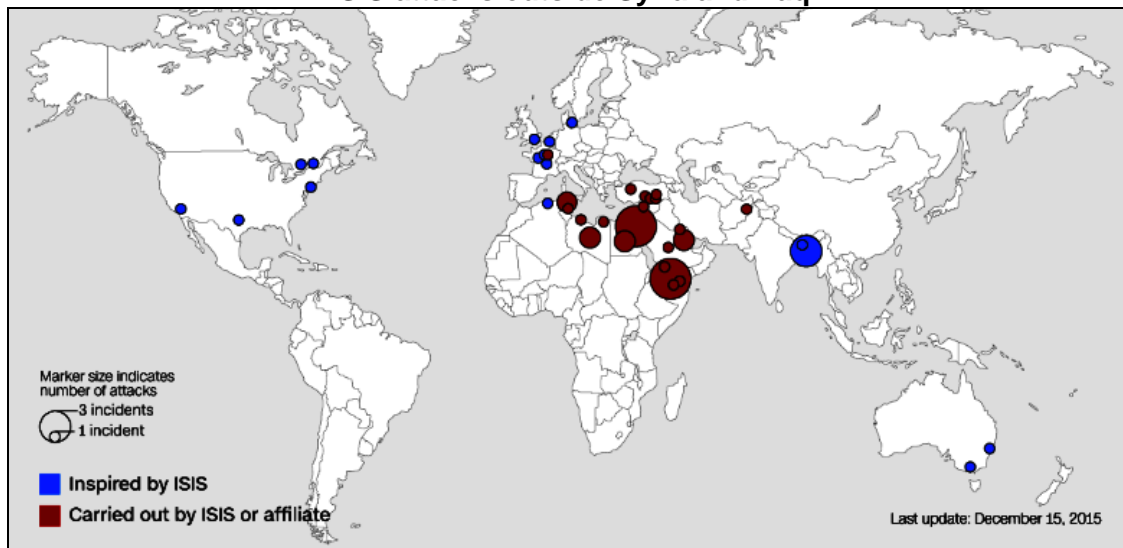 Marker size indicates
number of attacks
3 incidents
1 incident
Inspired by ISIS
Carried out by ISIS or affiliate
Last update: December 15, 2015